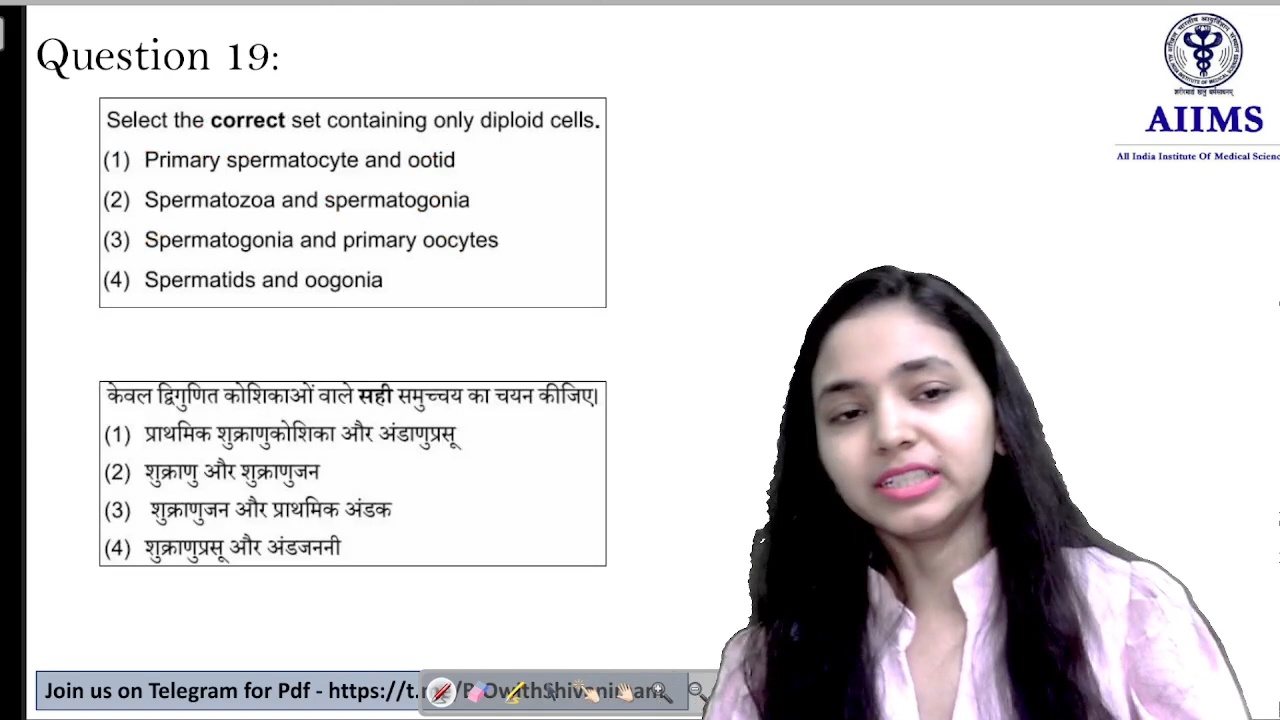 Question 19:
Select the correct set containing only diploid cells.
(1) Primary spermatocyte and ootid
(2) Spermatozoa and spermatogonia
(3) Spermatogonia and primary oocytes
(4) Spermatids and oogonia
केवल द्विगुणित कोशिकाओं वाले सही समुच्चय का चयन कीजिए।
(1) प्राथमिक शुक्राणुकोशिका और अंडाणुप्रसू
(2) शुक्राणु और शुक्राणुजन
(3) शुक्राणुजन और प्राथमिक अंडक
(4) शुक्राणुप्रसू और अंडजननी
AIIMS
All India Institute Of Medical Scienc
Join us on Telegram for Pdf - https://t.